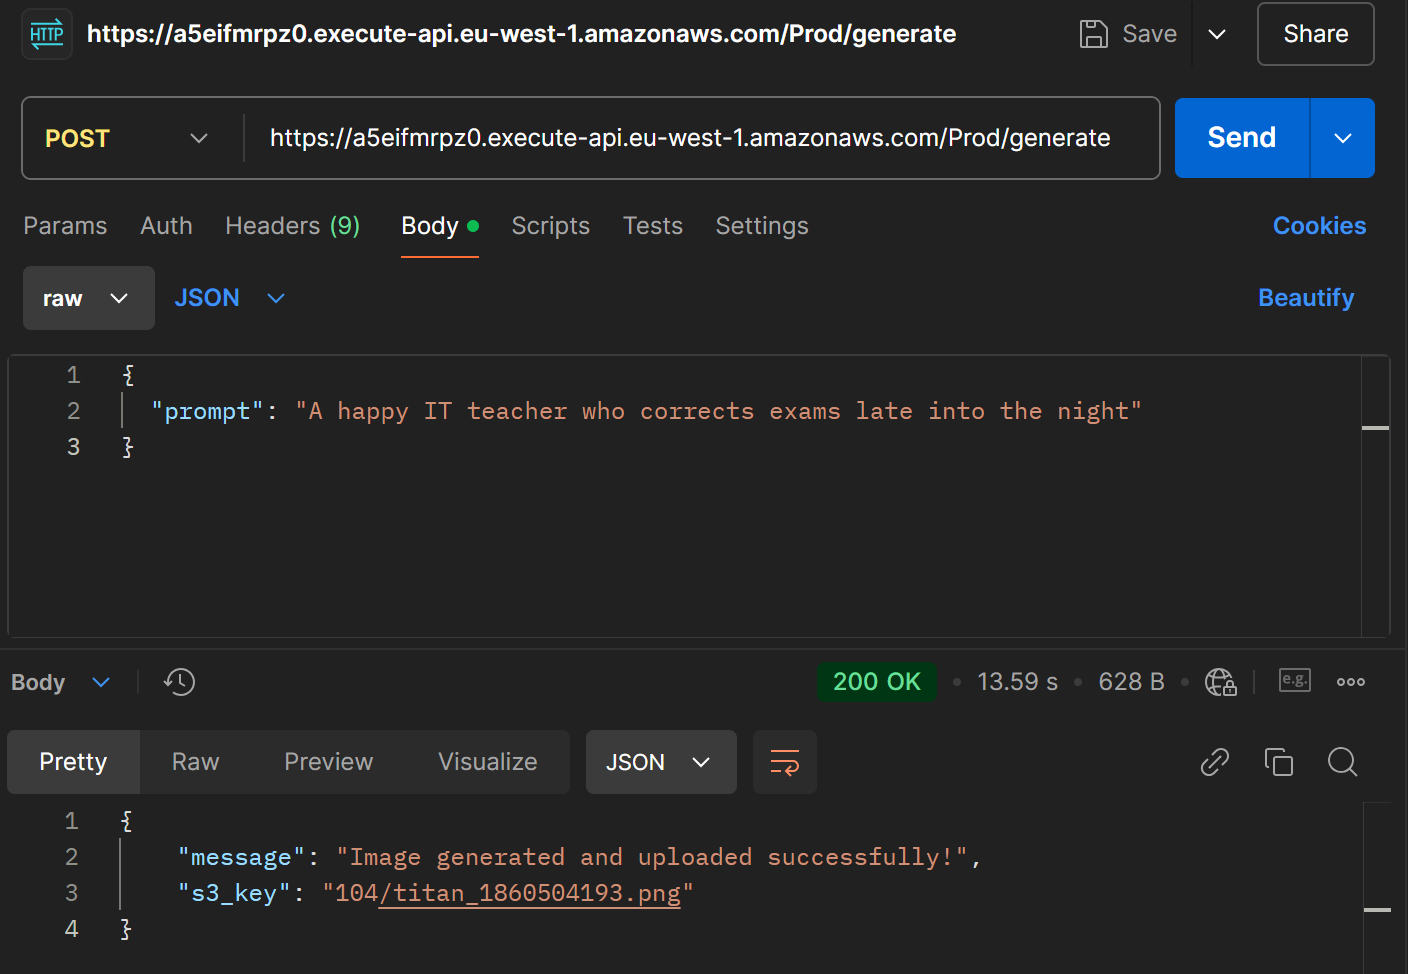 HTTP https://a5eifmrpz0.execute-api.eu-west-1.amazonaws.com/Prod/generate Save Share
POST https://a5eifmrpz0.execute-api.eu-west-1.amazonaws.com/Prod/generate Send
Params Auth Headers (9) Body Scripts Tests Settings Cookies
raw JSON Beautify
1 {
2 "prompt": "A happy IT teacher who corrects exams late into the night"
3 }
Body 200 OK • 13.59 s • 628 B • e.g.
Pretty Raw Preview Visualize JSON
1 {
2 "message": "Image generated and uploaded successfully!",
3 "s3_key": "104/titan_1860504193.png"
4 }